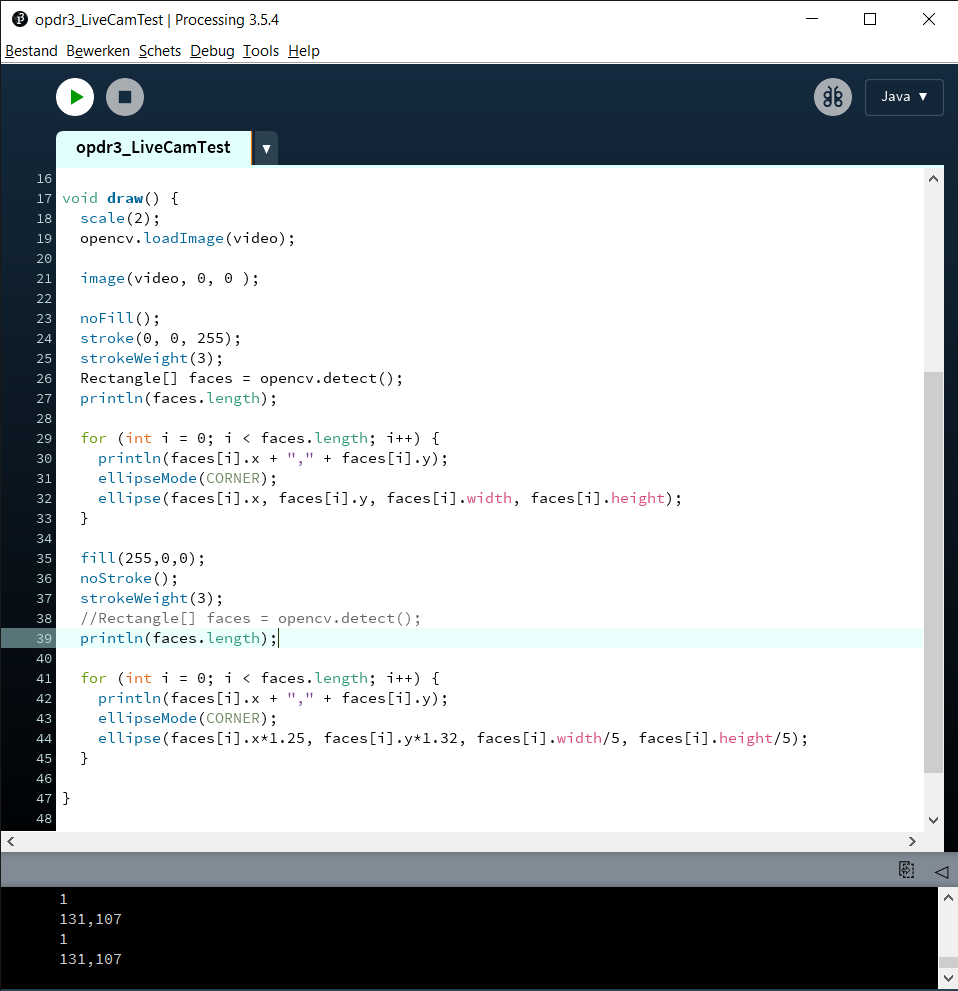 opdr3_LiveCamTest | Processing 3.5.4
Bestand Bewerken Schets Debug Tools Help
Java ▼
opdr3_LiveCamTest ▼
16
17 void draw() {
18   scale(2);
19   opencv.loadImage(video);
20
21   image(video, 0, 0 );
22
23   noFill();
24   stroke(0, 0, 255);
25   strokeWeight(3);
26   Rectangle[] faces = opencv.detect();
27   println(faces.length);
28
29   for (int i = 0; i < faces.length; i++) {
30     println(faces[i].x + "," + faces[i].y);
31     ellipseMode(CORNER);
32     ellipse(faces[i].x, faces[i].y, faces[i].width, faces[i].height);
33   }
34
35   fill(255,0,0);
36   noStroke();
37   strokeWeight(3);
38   //Rectangle[] faces = opencv.detect();
39   println(faces.length);
40
41   for (int i = 0; i < faces.length; i++) {
42     println(faces[i].x + "," + faces[i].y);
43     ellipseMode(CORNER);
44     ellipse(faces[i].x*1.25, faces[i].y*1.32, faces[i].width/5, faces[i].height/5);
45   }
46
47 }
48
1
131,107
1
131,107